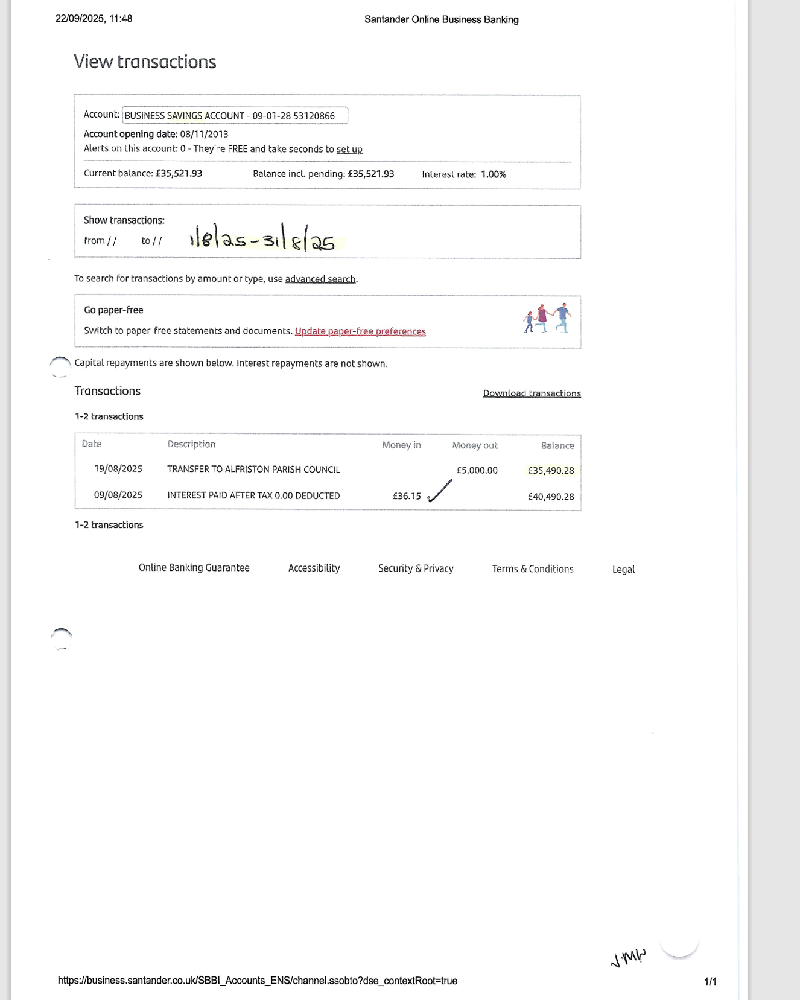 22/09/2025, 11:48 Santander Online Business Banking
View transactions
Account: BUSINESS SAVINGS ACCOUNT - 09-01-28 53120866
Account opening date: 08/11/2013
Alerts on this account: 0 - They're FREE and take seconds to set up
Current balance: £35,521.93 Balance incl. pending: £35,521.93 Interest rate: 1.00%
Show transactions:
from / / to / / 1/8/25-31/8/25
To search for transactions by amount or type, use advanced search.
Go paper-free
Switch to paper-free statements and documents. Update paper-free preferences
Capital repayments are shown below. Interest repayments are not shown.
Transactions Download transactions
1-2 transactions
Date Description Money in Money out Balance
19/08/2025 TRANSFER TO ALFRISTON PARISH COUNCIL £5,000.00 £35,490.28
09/08/2025 INTEREST PAID AFTER TAX 0.00 DEDUCTED £36.15 £40,490.28
1-2 transactions
Online Banking Guarantee Accessibility Security & Privacy Terms & Conditions Legal
https://business.santander.co.uk/SBBI_Accounts_ENS/channel.ssobto?dse_contextRoot=true 1/1